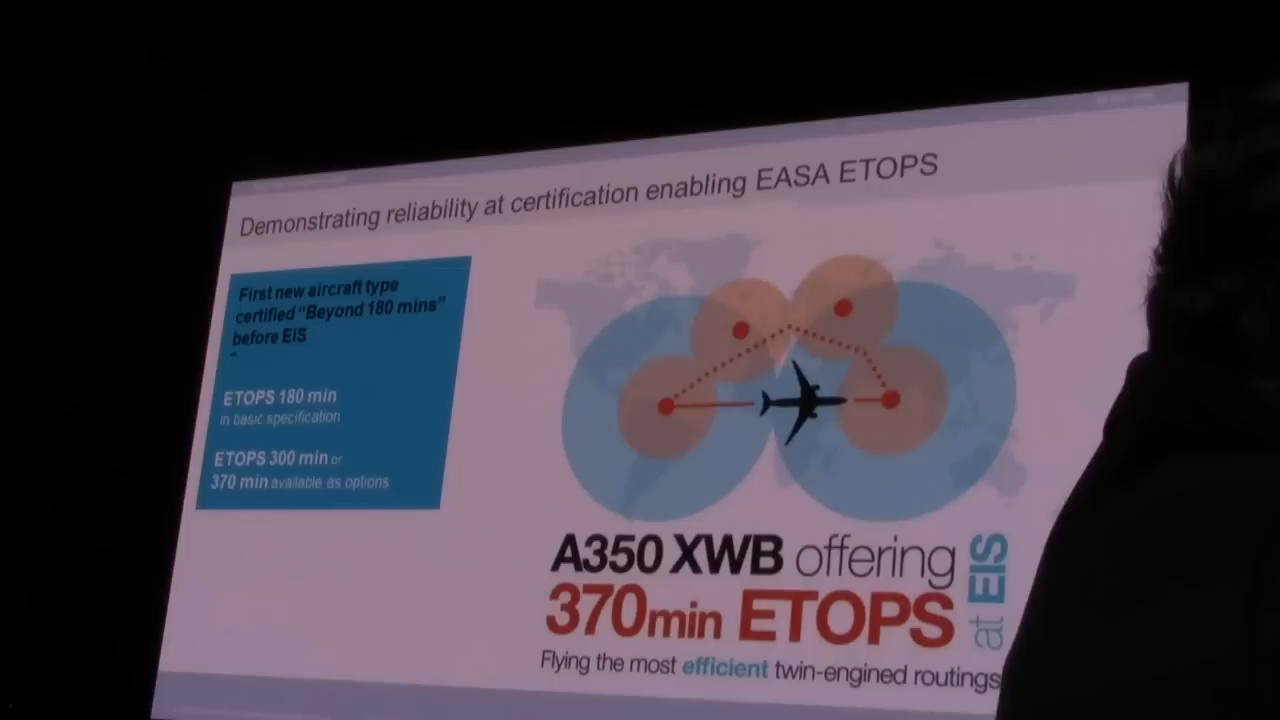 Demonstrating reliability at certification enabling EASA ETOPS
First new aircraft type
certified “Beyond 180 mins”
before EIS
ETOPS 180 min
in basic specification
ETOPS 300 min or
370 min available as options
A350 XWB offering
370min ETOPS
at EIS
Flying the most efficient twin-engined routings